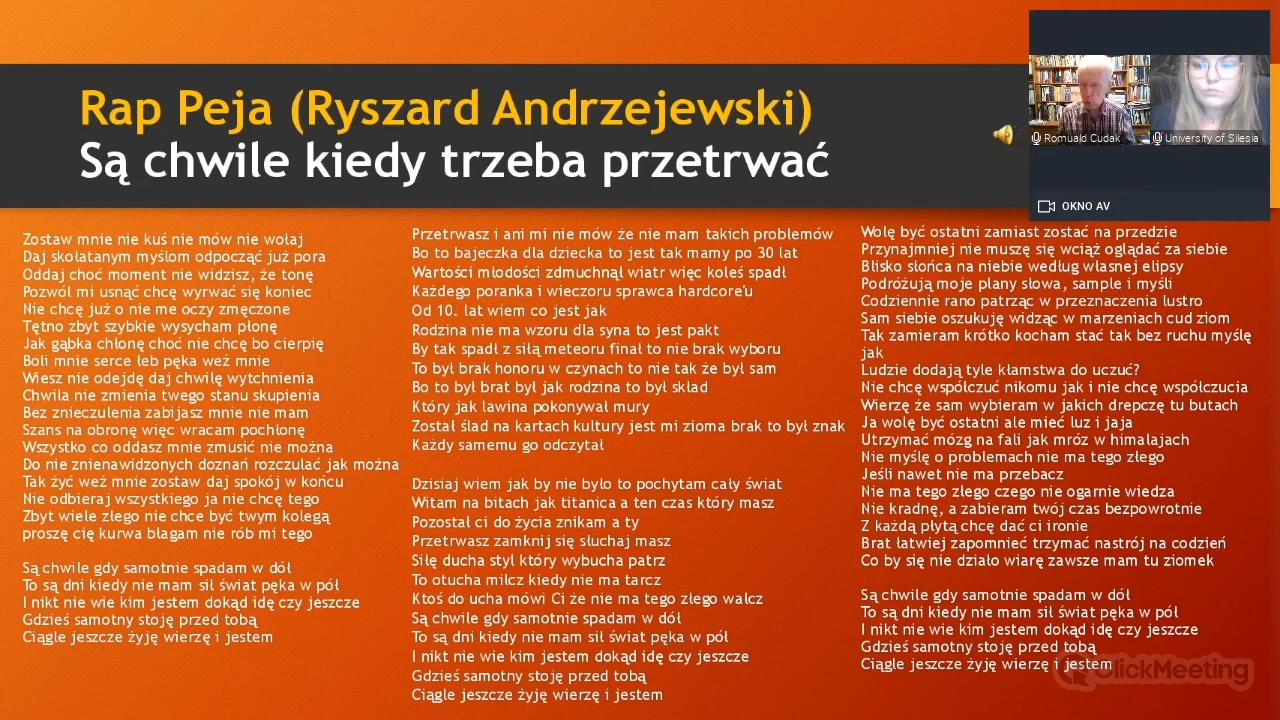 Rap Peja (Ryszard Andrzejewski)
Są chwile kiedy trzeba przetrwać
Romuald Cudak
University of Silesia
OKNO AV
Zostaw mnie nie kuś nie mów nie wołaj
Daj skołatanym myślom odpocząć już pora
Oddaj choć moment nie widzisz, że tonę
Pozwól mi usnąć chcę wyrwać się koniec
Nie chcę już o nie me oczy zmęczone
Tętno zbyt szybkie wysycham płonę
Jak gąbka chłonę choć nie chcę bo cierpię
Boli mnie serce łeb pęka weź mnie
Wiesz nie odejdę daj chwilę wytchnienia
Chwila nie zmienia twego stanu skupienia
Bez znieczulenia zabijasz mnie nie mam
Szans na obronę więc wracam pochłonę
Wszystko co oddasz mnie zmusić nie można
Do nie znienawidzonych doznań rozczulać jak można
Tak żyć weź mnie zostaw daj spokój w końcu
Nie odbieraj wszystkiego ja nie chcę tego
Zbyt wiele złego nie chce być twym kolegą
proszę cię kurwa błagam nie rób mi tego
Są chwile gdy samotnie spadam w dół
To są dni kiedy nie mam sił świat pęka w pół
I nikt nie wie kim jestem dokąd idę czy jeszcze
Gdzieś samotny stoję przed tobą
Ciągle jeszcze żyję wierzę i jestem
Przetrwasz i ani mi nie mów że nie mam takich problemów
Bo to bajeczka dla dziecka to jest tak mamy po 30 lat
Wartości młodości zdmuchnął wiatr więc koleś spadł
Każdego poranka i wieczoru sprawca hardcore'u
Od 10. lat wiem co jest jak
Rodzina nie ma wzoru dla syna to jest pakt
By tak spadł z siłą meteoru finał to nie brak wyboru
To był brak honoru w czynach to nie tak że był sam
Bo to był brat był jak rodzina to był skład
Który jak lawina pokonywał mury
Został ślad na kartach kultury jest mi zioma brak to był znak
Każdy samemu go odczytał
Dzisiaj wiem jak by nie było to pochytam cały świat
Witam na bitach jak titanica a ten czas który masz
Pozostał ci do życia znikam a ty
Przetrwasz zamknij się słuchaj masz
Siłę ducha styl który wybucha patrz
To otucha milcz kiedy nie ma tarcz
Ktoś do ucha mówi Ci że nie ma tego złego walcz
Są chwile gdy samotnie spadam w dół
To są dni kiedy nie mam sił świat pęka w pół
I nikt nie wie kim jestem dokąd idę czy jeszcze
Gdzieś samotny stoję przed tobą
Ciągle jeszcze żyję wierzę i jestem
Wolę być ostatni zamiast zostać na przedzie
Przynajmniej nie muszę się wciąż oglądać za siebie
Blisko słońca na niebie według własnej elipsy
Podróżują moje plany słowa, sample i myśli
Codziennie rano patrząc w przeznaczenia lustro
Sam siebie oszukuję widząc w marzeniach cud ziom
Tak zamieram krótko kocham stać tak bez ruchu myślę
jak
Ludzie dodają tyle kłamstwa do uczuć?
Nie chcę współczuć nikomu jak i nie chcę współczucia
Wierzę że sam wybieram w jakich drepczę tu butach
Ja wolę być ostatni ale mieć luz i jaja
Utrzymać mózg na fali jak mróz w himalajach
Nie myślę o problemach nie ma tego złego
Jeśli nawet nie ma przebacz
Nie ma tego złego czego nie ogarnie wiedza
Nie kradnę, a zabieram twój czas bezpowrotnie
Z każdą płytą chcę dać ci ironie
Brat łatwiej zapomnieć trzymać nastrój na codzień
Co by się nie działo wiarę zawsze mam tu ziomek
Są chwile gdy samotnie spadam w dół
To są dni kiedy nie mam sił świat pęka w pół
I nikt nie wie kim jestem dokąd idę czy jeszcze
Gdzieś samotny stoję przed tobą
Ciągle jeszcze żyję wierzę i jestem
ClickMeeting